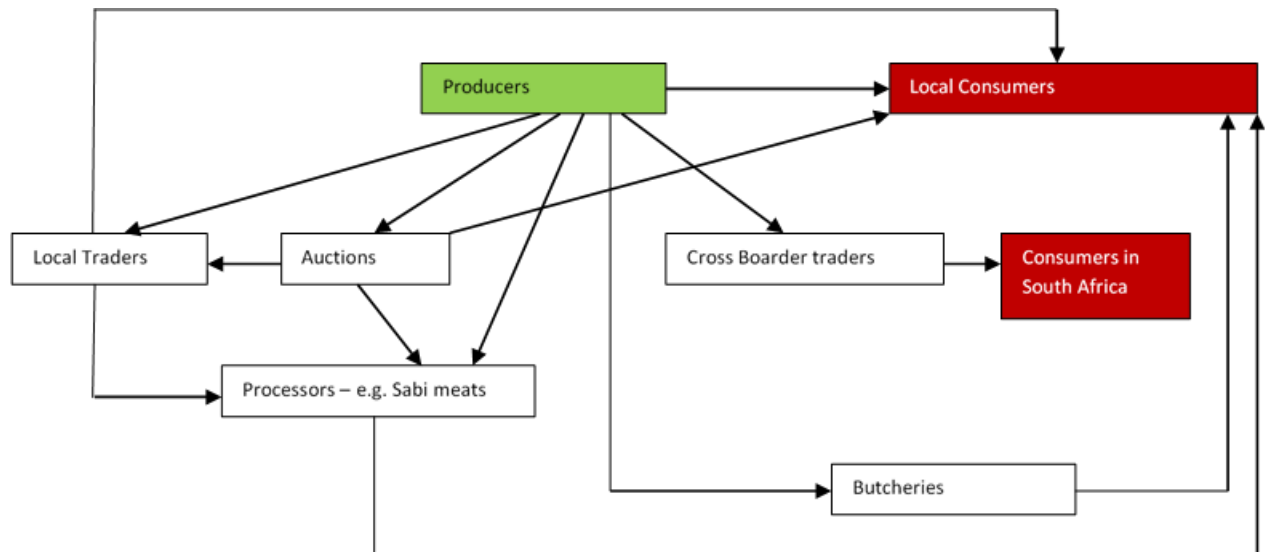 Producers
Local Consumers
Local Traders
Auctions
Cross Boarder traders
Consumers in
South Africa
Processors – e.g. Sabi meats
Butcheries